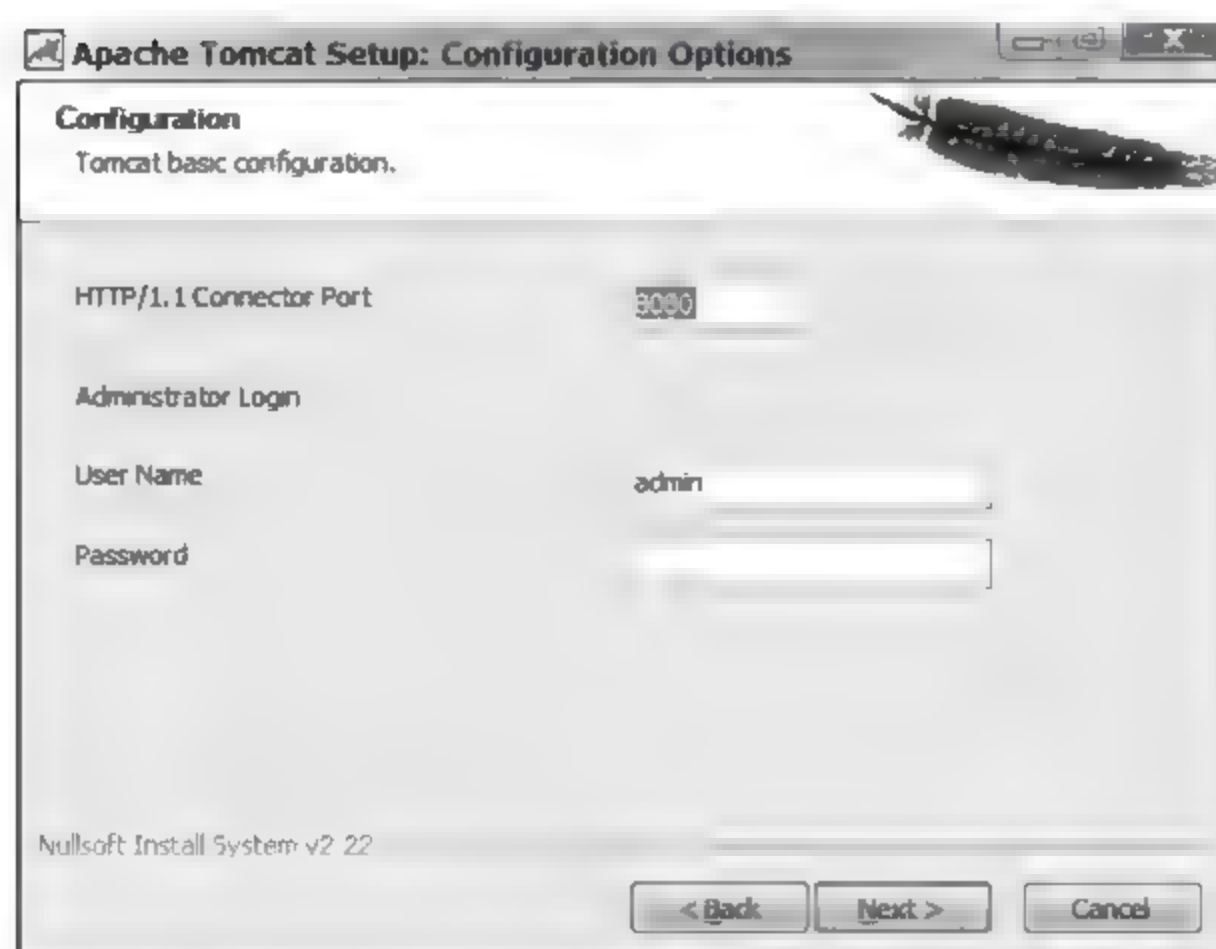 Apache Tomcat Setup: Configuration Options
Configuration
Tomcat basic configuration.
HTTP/1.1 Connector Port
8080
Administrator Login
User Name
admin
Password
Nullsoft Install System v2.22
< Back
Next >
Cancel